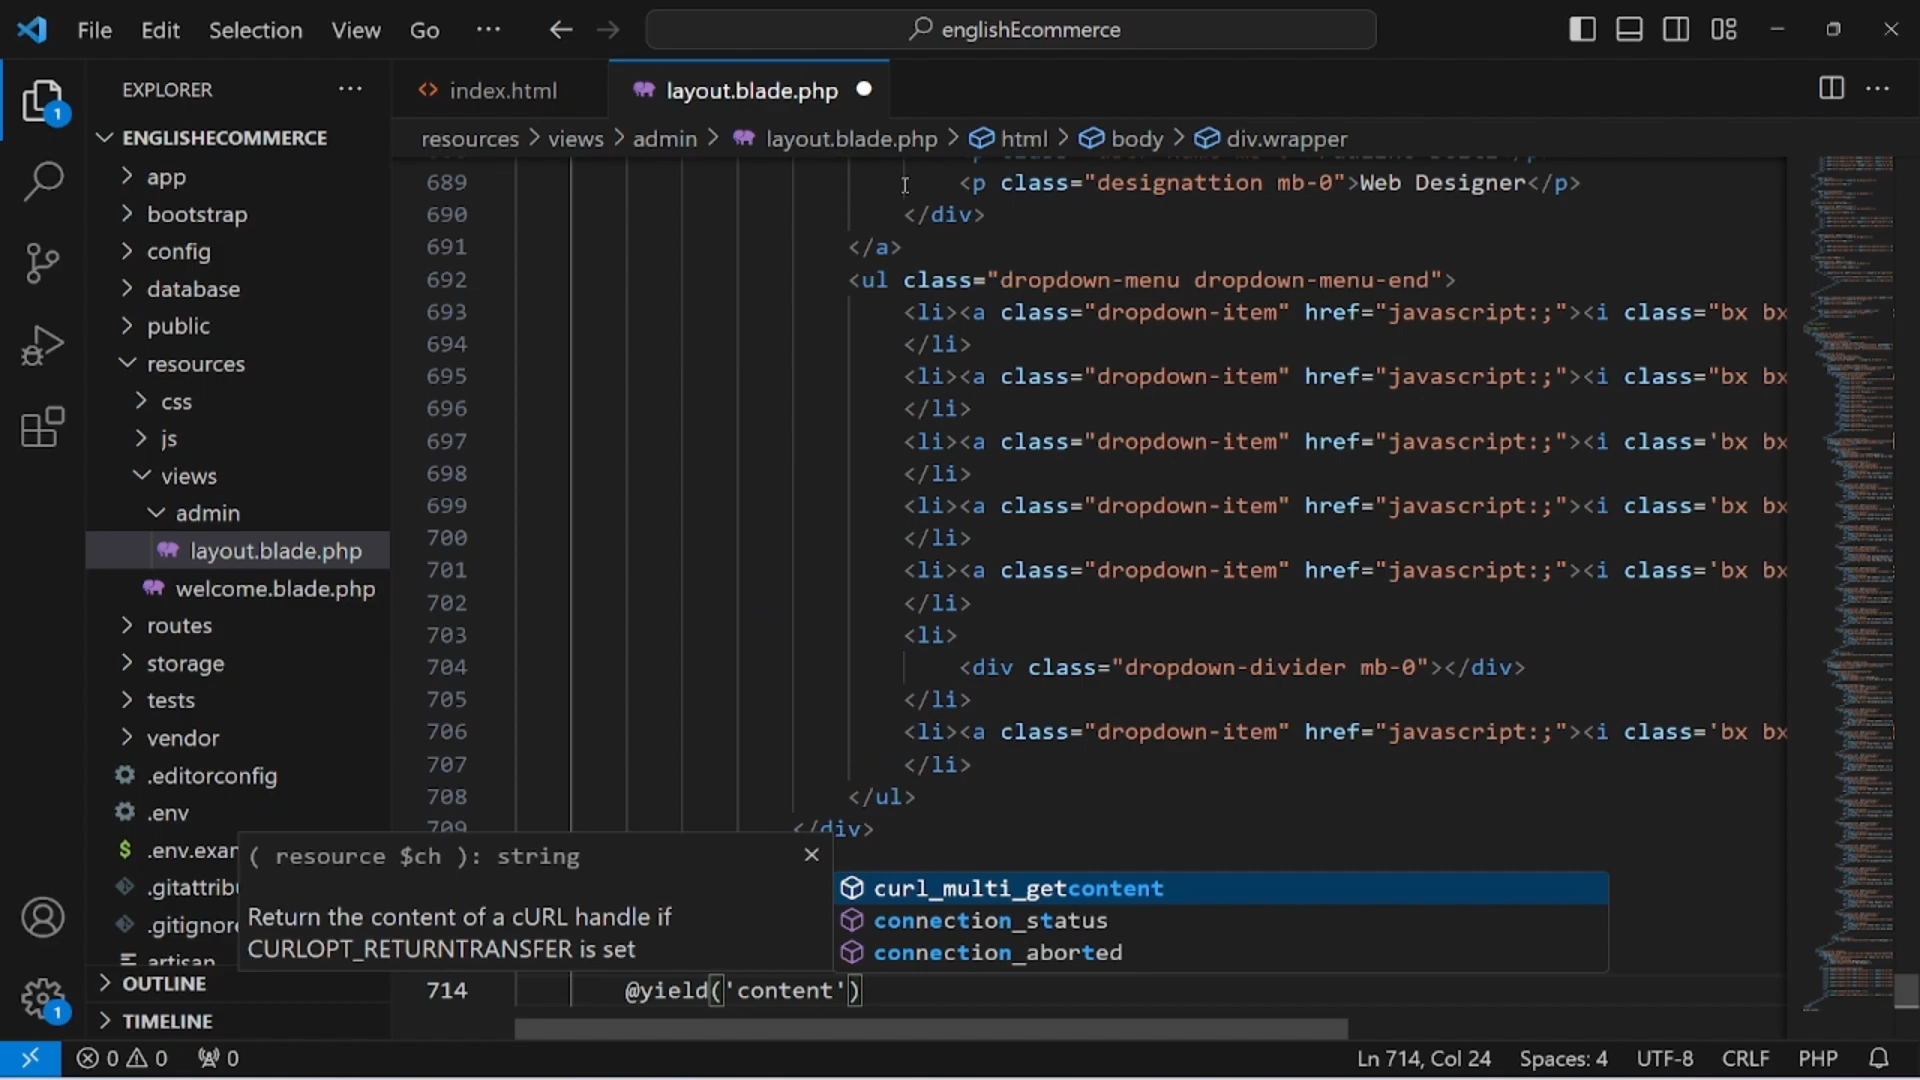 File Edit Selection View Go ··· englishEcommerce
EXPLORER ···
index.html
layout.blade.php
ENGLISHECOMMERCE
resources > views > admin > layout.blade.php > html > body > div.wrapper
app
bootstrap
config
database
public
resources
css
js
views
admin
layout.blade.php
welcome.blade.php
routes
storage
tests
vendor
.editorconfig
.env
.env.exam
.gitattribu
.gitignore
artisan
OUTLINE
TIMELINE
689 <p class="designattion mb-0">Web Designer</p>
690 </div>
691 </a>
692 <ul class="dropdown-menu dropdown-menu-end">
693 <li><a class="dropdown-item" href="javascript:;"><i class="bx bx
694 </li>
695 <li><a class="dropdown-item" href="javascript:;"><i class="bx bx
696 </li>
697 <li><a class="dropdown-item" href="javascript:;"><i class='bx bx
698 </li>
699 <li><a class="dropdown-item" href="javascript:;"><i class='bx bx
700 </li>
701 <li><a class="dropdown-item" href="javascript:;"><i class='bx bx
702 </li>
703 <li>
704 <div class="dropdown-divider mb-0"></div>
705 </li>
706 <li><a class="dropdown-item" href="javascript:;"><i class='bx bx
707 </li>
708 </ul>
709 </div>
( resource $ch ): string
Return the content of a cURL handle if
CURLOPT_RETURNTRANSFER is set
curl_multi_getcontent
connection_status
connection_aborted
714 @yield('content')
0 0 0 Ln 714, Col 24 Spaces: 4 UTF-8 CRLF PHP
1
1